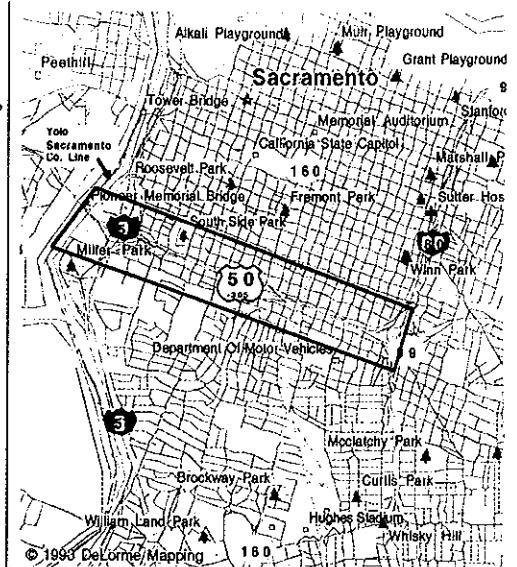 Alkali Playground
Muir Playground
Peethill
Grant Playground
Sacramento
9
Tower Bridge
Memorial Auditorium
Stanford
Yolo
Sacramento
Co. Line
California State Capitol
Marshall P
Roosevelt Park
160
Pioneer Memorial Bridge
Fremont Park
Sutter Hos
5
South Side Park
80
Miller Park
Winn Park
50
Department Of Motor Vehicles
99
5
Mcclatchy Park
Brockway Park
Curtis Park
William Land Park
Hughes Stadium
Whisky Hill
© 1993 DeLorme Mapping
160